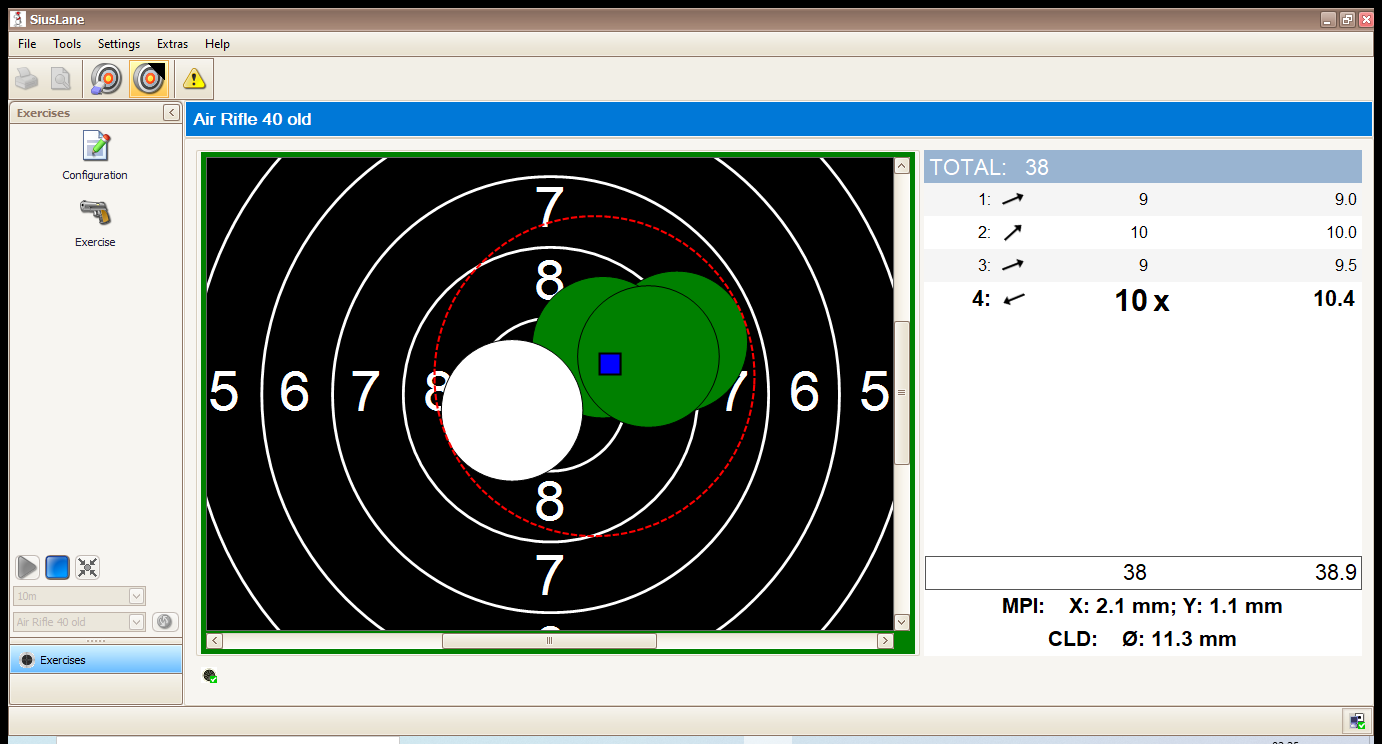 SiusLane
File Tools Settings Extras Help
Exercises
Configuration
Exercise
10m
Air Rifle 40 old
Exercises
Air Rifle 40 old
7
8
5 6 7 8 7 6 5
8
7
TOTAL: 38
1: 9 9.0
2: 10 10.0
3: 9 9.5
4: 10 x 10.4
38 38.9
MPI: X: 2.1 mm; Y: 1.1 mm
CLD: Ø: 11.3 mm